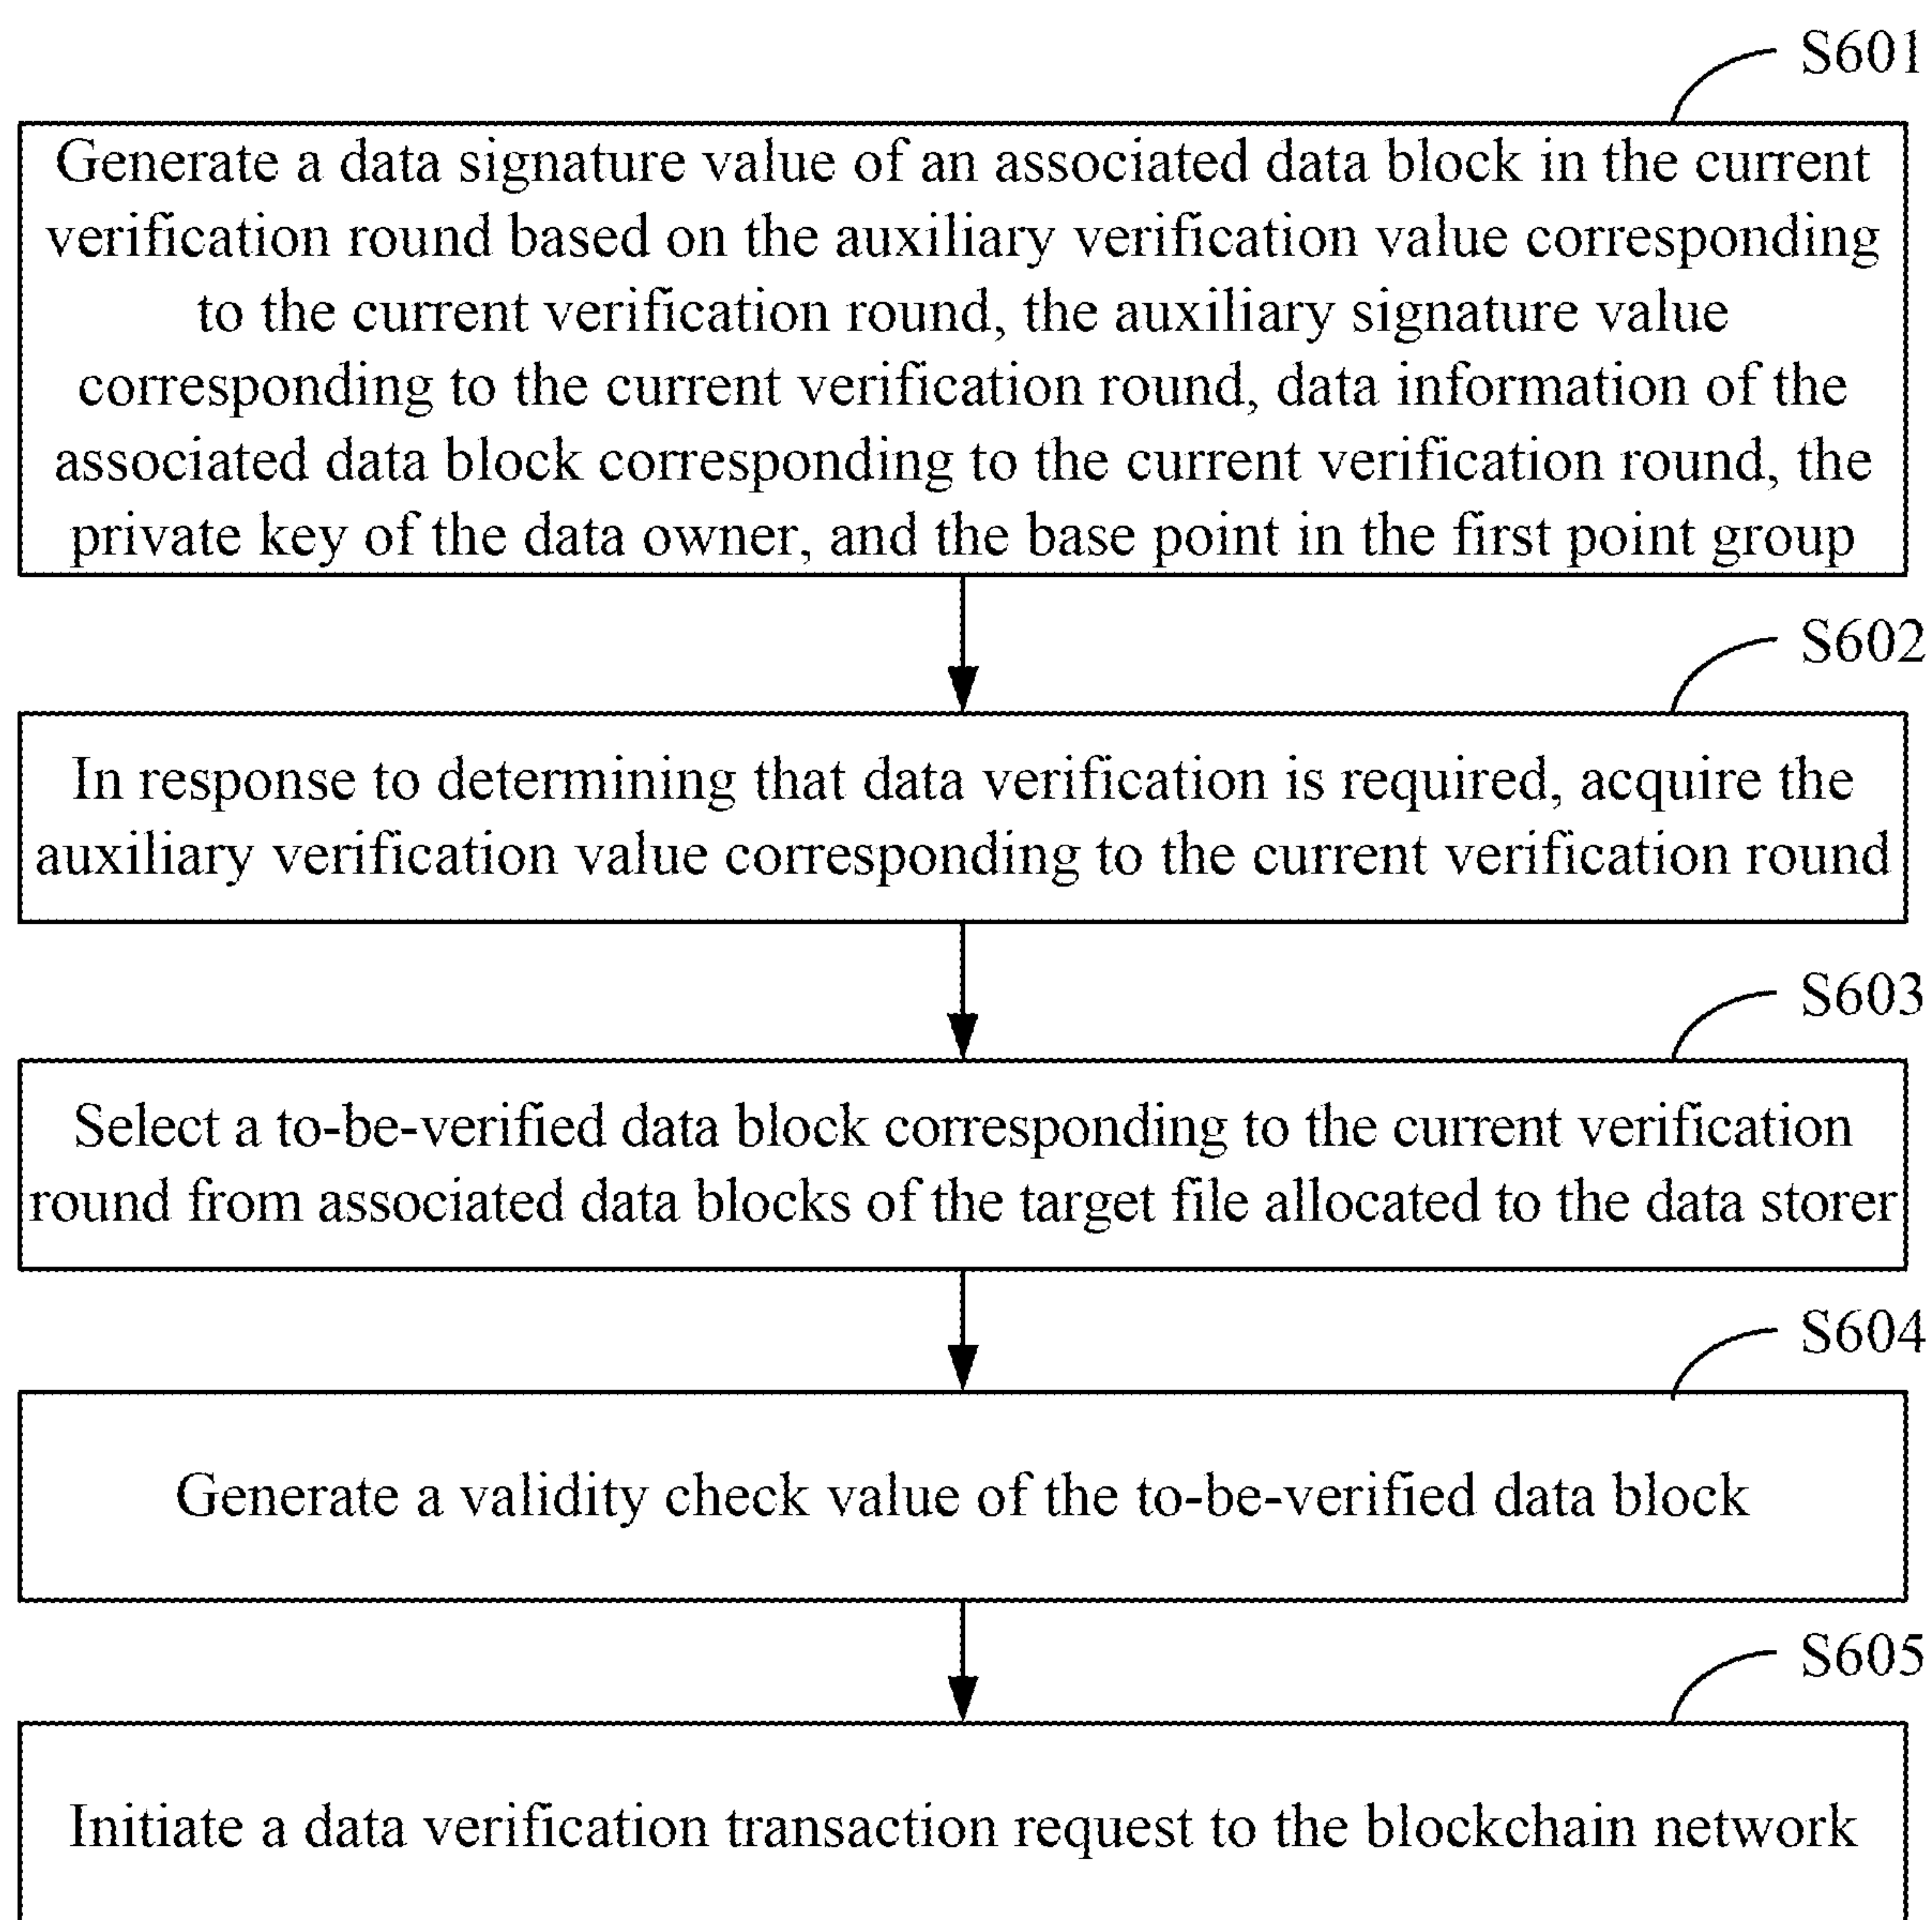 S601
Generate a data signature value of an associated data block in the current
verification round based on the auxiliary verification value corresponding
to the current verification round, the auxiliary signature value
corresponding to the current verification round, data information of the
associated data block corresponding to the current verification round, the
private key of the data owner, and the base point in the first point group
S602
In response to determining that data verification is required, acquire the
auxiliary verification value corresponding to the current verification round
S603
Select a to-be-verified data block corresponding to the current verification
round from associated data blocks of the target file allocated to the data storer
S604
Generate a validity check value of the to-be-verified data block
S605
Initiate a data verification transaction request to the blockchain network